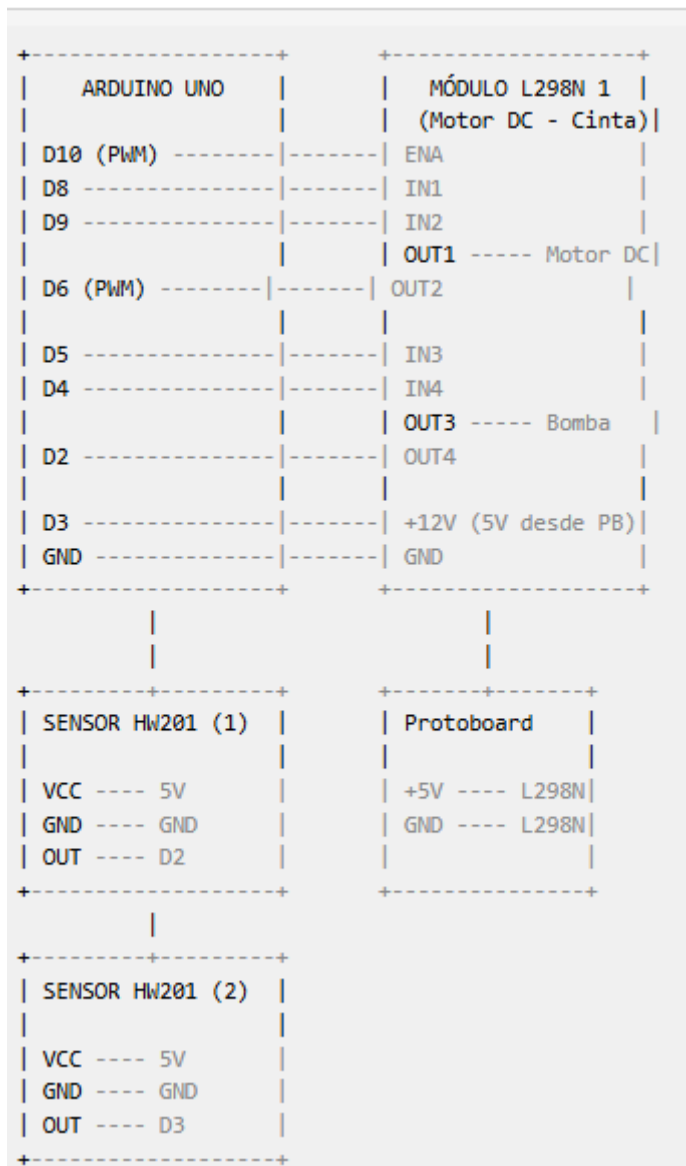 +-------------------+       +-------------------+
|    ARDUINO UNO    |       |   MÓDULO L298N 1  |
|                   |       |  (Motor DC - Cinta)|
| D10 (PWM) --------|-------| ENA               |
| D8 ---------------|-------| IN1               |
| D9 ---------------|-------| IN2               |
|                   |       | OUT1 ----- Motor DC|
| D6 (PWM) --------|-------| OUT2               |
|                   |       |                   |
| D5 ---------------|-------| IN3               |
| D4 ---------------|-------| IN4               |
|                   |       | OUT3 ----- Bomba   |
| D2 ---------------|-------| OUT4              |
|                   |       |                   |
| D3 ---------------|-------| +12V (5V desde PB)|
| GND --------------|-------| GND               |
+-------------------+       +-------------------+
          |                         |
          |                         |
+---------+---------+       +-------+-------+
| SENSOR HW201 (1)  |       | Protoboard    |
|                   |       |               |
| VCC ---- 5V       |       | +5V ---- L298N|
| GND ---- GND      |       | GND ---- L298N|
| OUT ---- D2       |       |               |
+-------------------+       +---------------+
          |
+---------+---------+
| SENSOR HW201 (2)  |
|                   |
| VCC ---- 5V       |
| GND ---- GND      |
| OUT ---- D3       |
+-------------------+